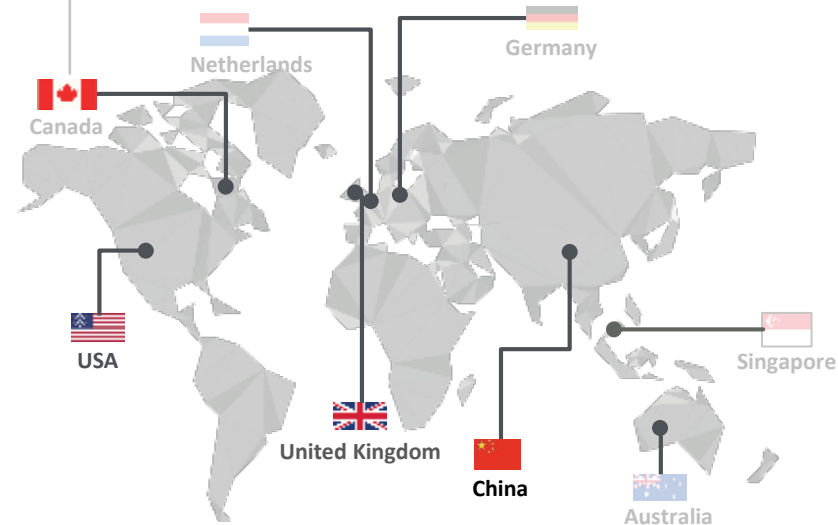 Netherlands
Germany
Canada
USA
Singapore
United Kingdom
China
Australia